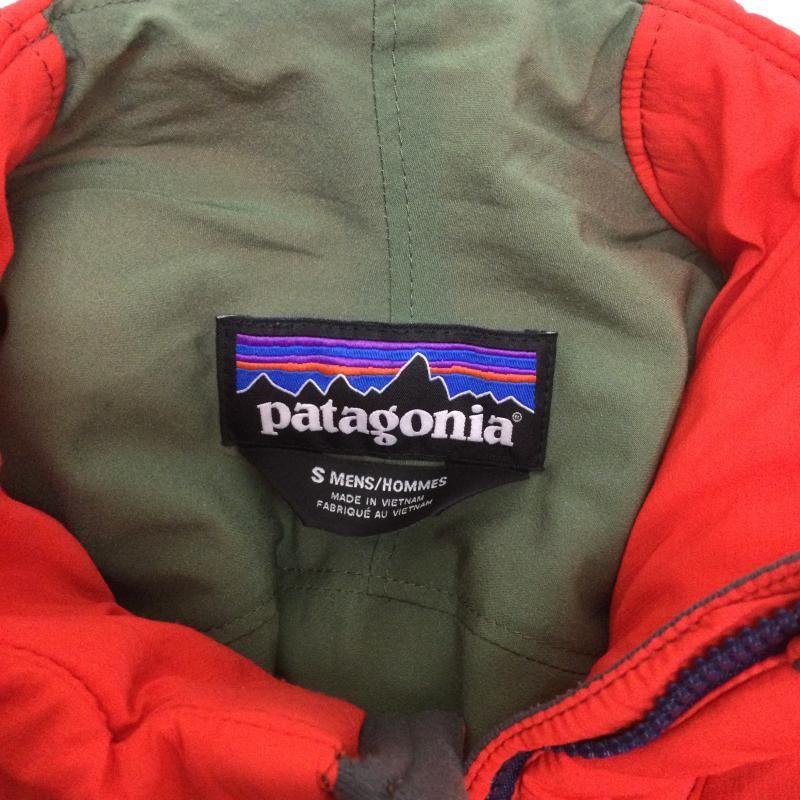 patagonia®
S MENS/HOMMES
MADE IN VIETNAM
FABRIQUÉ AU VIETNAM